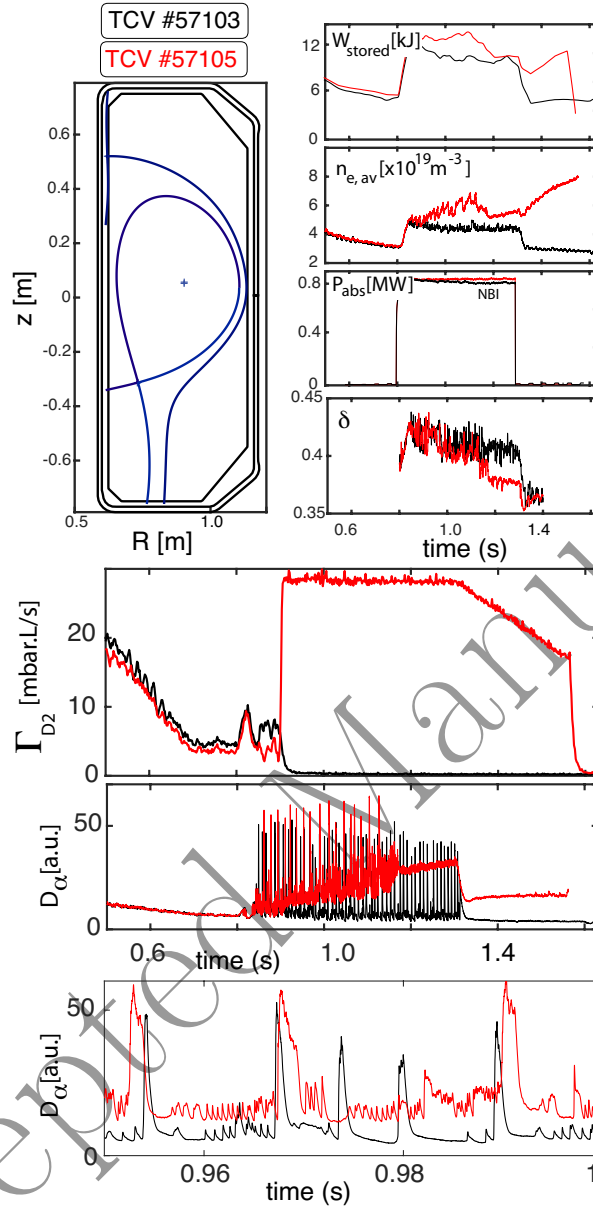 TCV #57103
TCV #57105
z [m]
0.6
0.4
0.2
0
-0.2
-0.4
-0.6
0.5
1.0
R [m]
W_stored [kJ]
12
6
0
n_e, av [x10^19 m^-3]
8
6
4
2
P_abs [MW]
NBI
0.8
0.4
0
δ
0.45
0.4
0.35
0.6
1.0
1.4
time (s)
Γ_D2 [mbar.L/s]
20
10
0
D_α [a.u.]
50
0
0.6
1.0
1.4
time (s)
D_α [a.u.]
50
0
0.96
0.98
1
time (s)
epted Manu